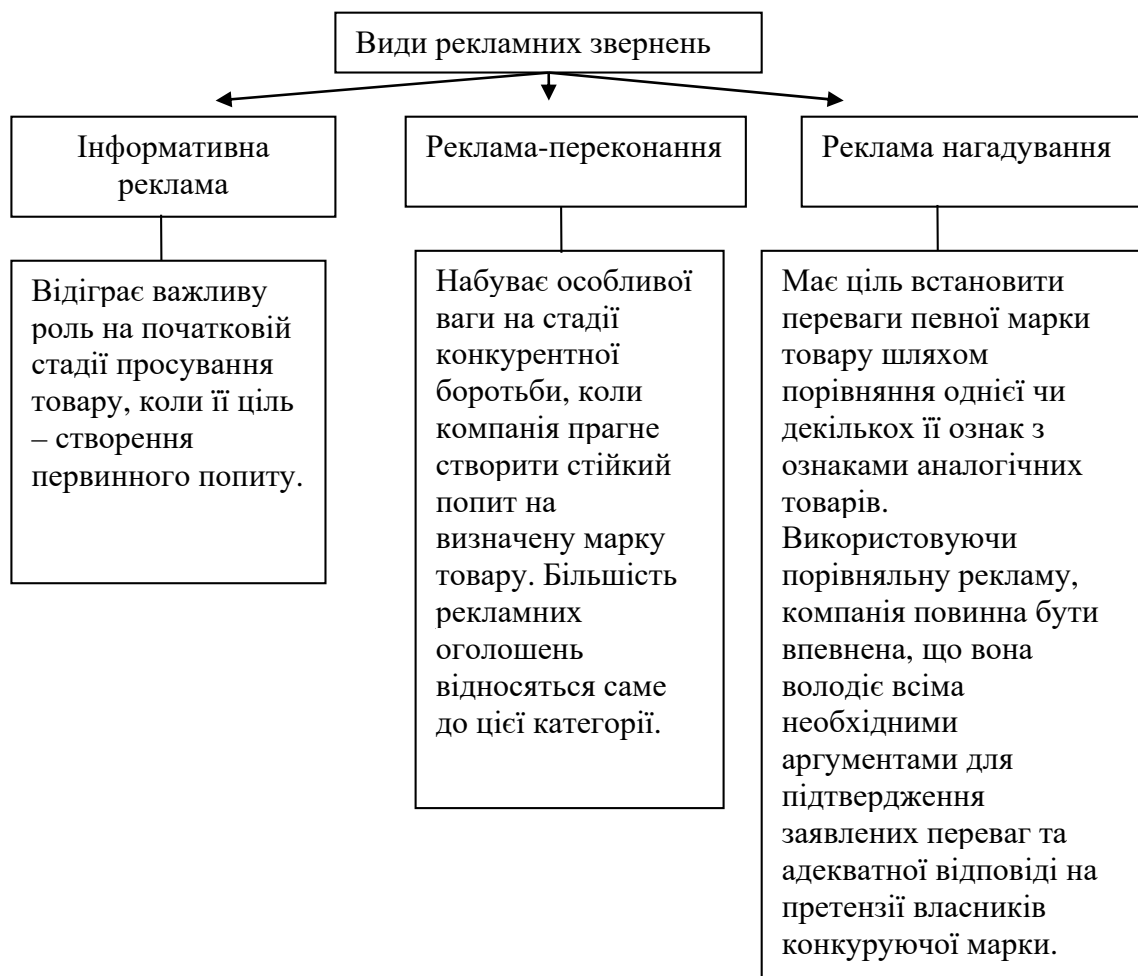 Види рекламних звернень
Інформативна
реклама
Реклама-переконання
Реклама нагадування
Відіграє важливу
роль на початковій
стадії просування
товару, коли її ціль
– створення
первинного попиту.
Набуває особливої
ваги на стадії
конкурентної
боротьби, коли
компанія прагне
створити стійкий
попит на
визначену марку
товару. Більшість
рекламних
оголошень
відносяться саме
до цієї категорії.
Має ціль встановити
переваги певної марки
товару шляхом
порівняння однієї чи
декількох її ознак з
ознаками аналогічних
товарів.
Використовуючи
порівняльну рекламу,
компанія повинна бути
впевнена, що вона
володіє всіма
необхідними
аргументами для
підтвердження
заявлених переваг та
адекватної відповіді на
претензії власників
конкуруючої марки.